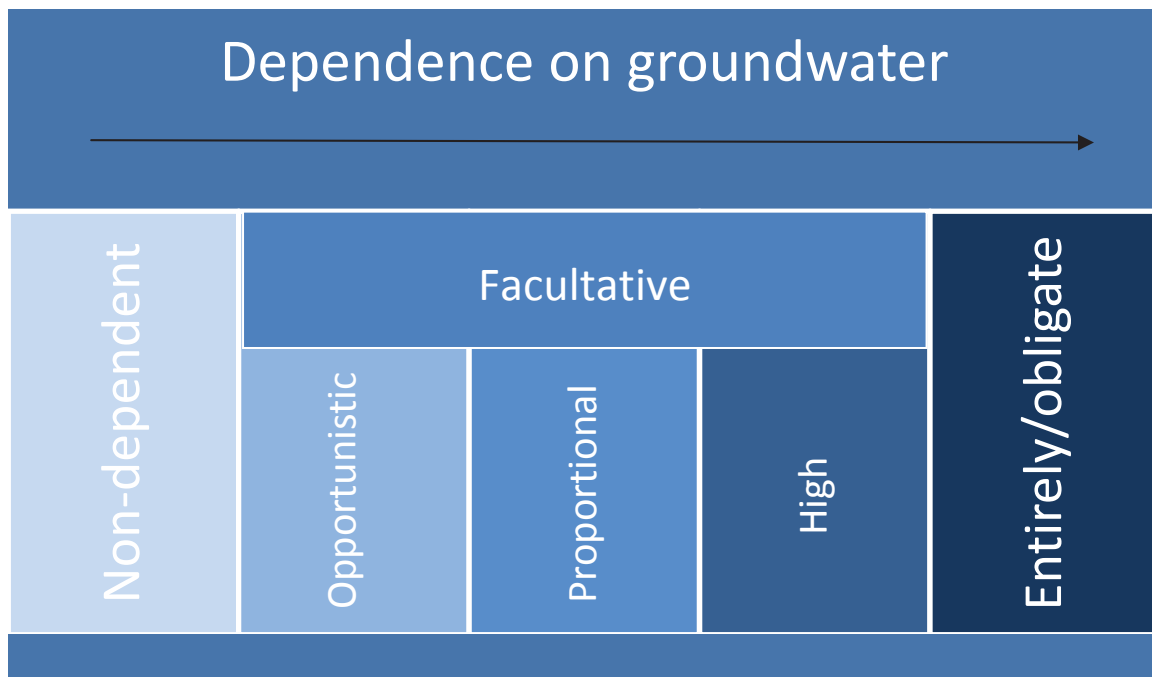 Dependence on groundwater
Non-dependent
Facultative
Opportunistic
Proportional
High
Entirely/obligate